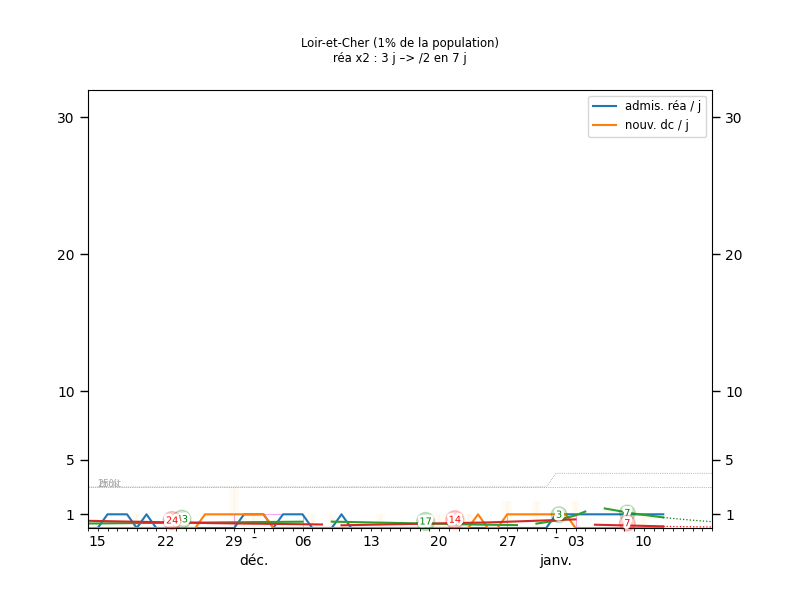 Loir-et-Cher (1% de la population)
réa x2 : 3 j –> /2 en 7 j
admis. réa / j
nouv. dc / j
30 30
20 20
10 10
5 5
1 1
24 17 14 3 7
7
15 22 29 - 06 13 20 27 - 03 10
déc. janv.